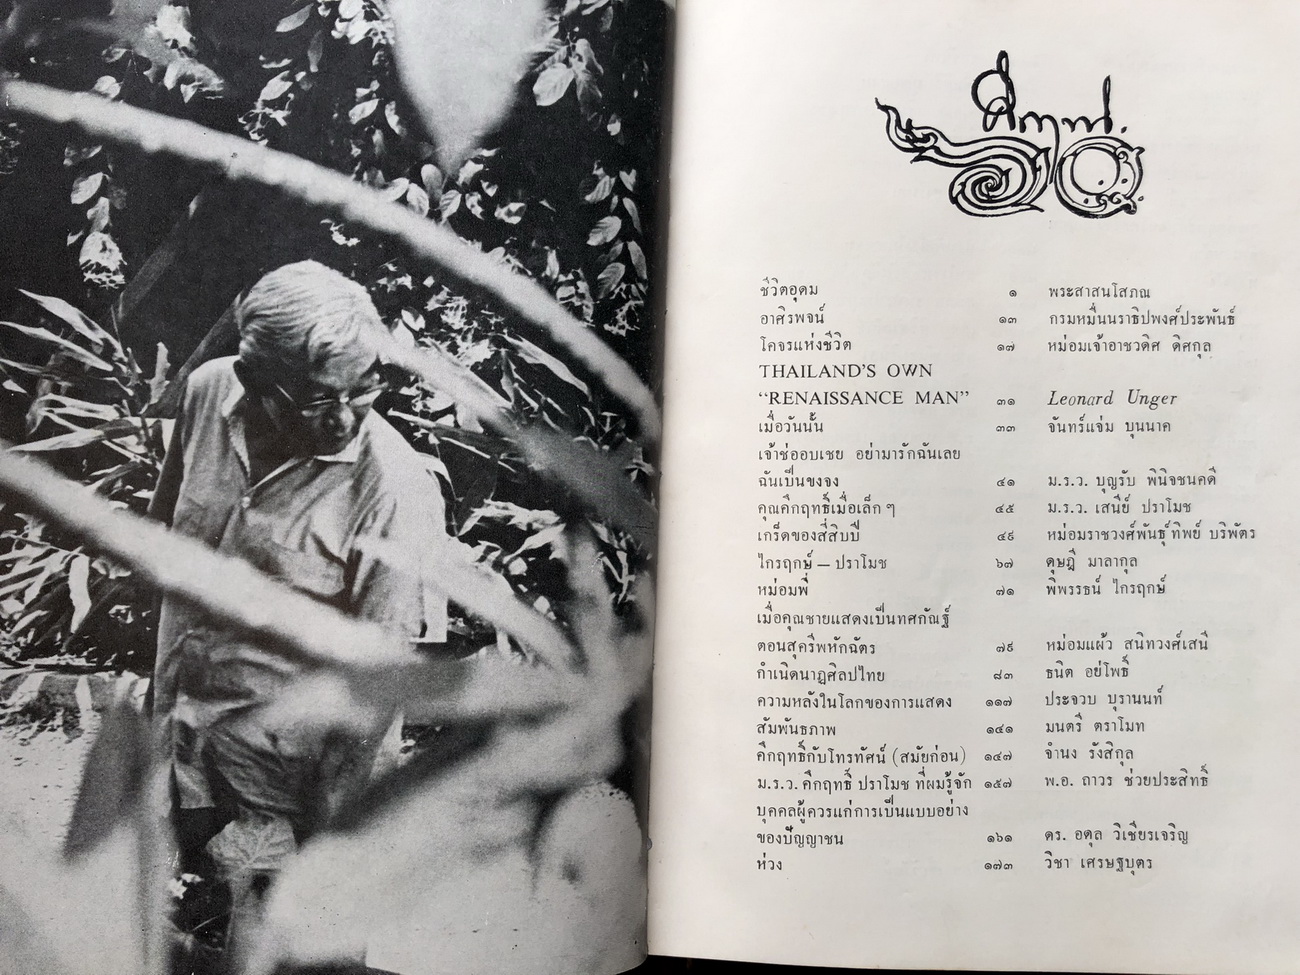 คึกฤทธิ์
๖๑
ชีวิตอุดม ๑ พระสาสนโสภณ
อาศิรพจน์ ๑๓ กรมหมื่นนราธิปพงศ์ประพันธ์
โคจรแห่งชีวิต ๑๗ หม่อมเจ้าอาชวดิศ ดิศกุล
THAILAND'S OWN
“RENAISSANCE MAN” ๓๑ Leonard Unger
เมื่อวันนั้น ๓๓ จันทร์แจ่ม บุนนาค
เจ้าช่ออบเชย อย่ามารักฉันเลย
ฉันเป็นขงจง ๔๑ ม.ร.ว. บุญรับ พินิจชนคดี
คุณคึกฤทธิ์เมื่อเล็ก ๆ ๔๕ ม.ร.ว. เสนีย์ ปราโมช
เกร็ดของสี่สิบปี ๔๙ หม่อมราชวงศ์พันธุ์ทิพย์ บริพัตร
ไกรฤกษ์ – ปราโมช ๖๗ ดุษฎี มาลากุล
หม่อมพี่ ๗๑ พิพรรธน์ ไกรฤกษ์
เมื่อคุณชายแสดงเป็นทศกัณฐ์
ตอนสุครีพหักฉัตร ๗๙ หม่อมแผ้ว สนิทวงศ์เสนี
กำเนิดนาฏศิลปไทย ๘๓ ธนิต อยู่โพธิ์
ความหลังในโลกของการแสดง ๑๑๗ ประจวบ บุรานนท์
สัมพันธภาพ ๑๔๑ มนตรี ตราโมท
คึกฤทธิ์กับโทรทัศน์ (สมัยก่อน) ๑๔๗ จำนง รังสิกุล
ม.ร.ว. คึกฤทธิ์ ปราโมช ที่ผมรู้จัก ๑๕๗ พ.อ. ถาวร ช่วยประสิทธิ์
บุคคลผู้ควรแก่การเป็นแบบอย่าง
ของปัญญาชน ๑๖๑ ดร. อดุล วิเชียรเจริญ
ห่วง ๑๗๓ วิชา เศรษฐบุตร